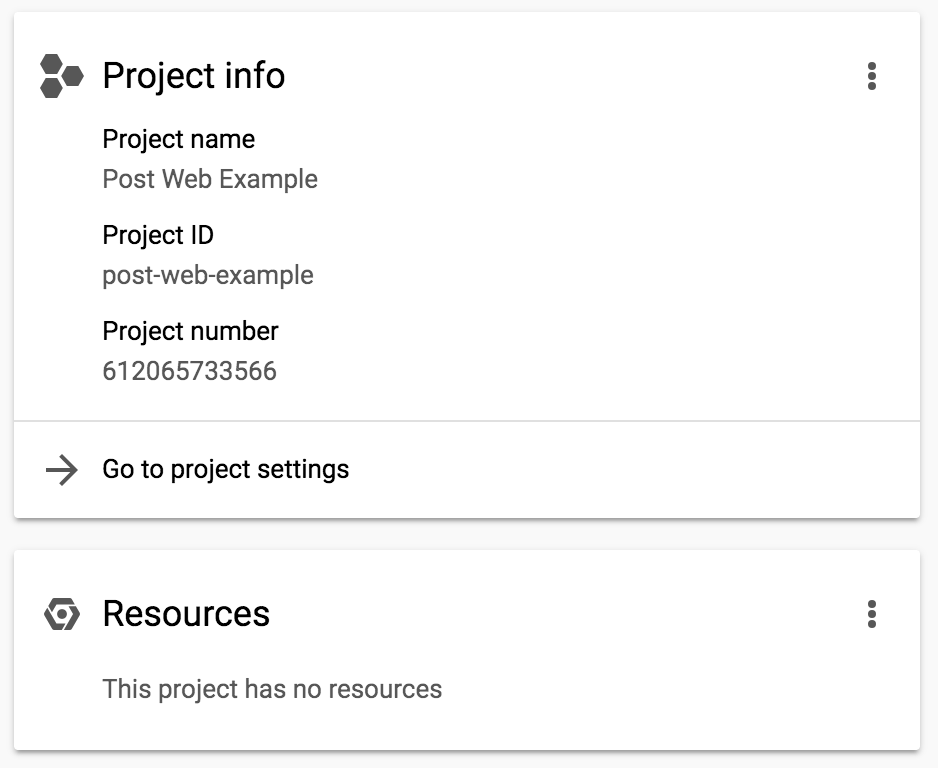 Project info
Project name
Post Web Example
Project ID
post-web-example
Project number
612065733566
Go to project settings
Resources
This project has no resources